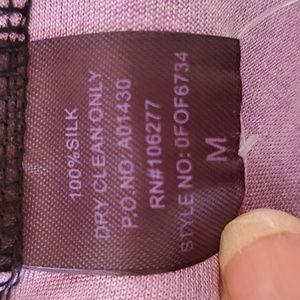 100%SILK
DRY CLEAN ONLY
P.O.NO:A01430
RN#106277
STYLE NO: 0FOF6734
M